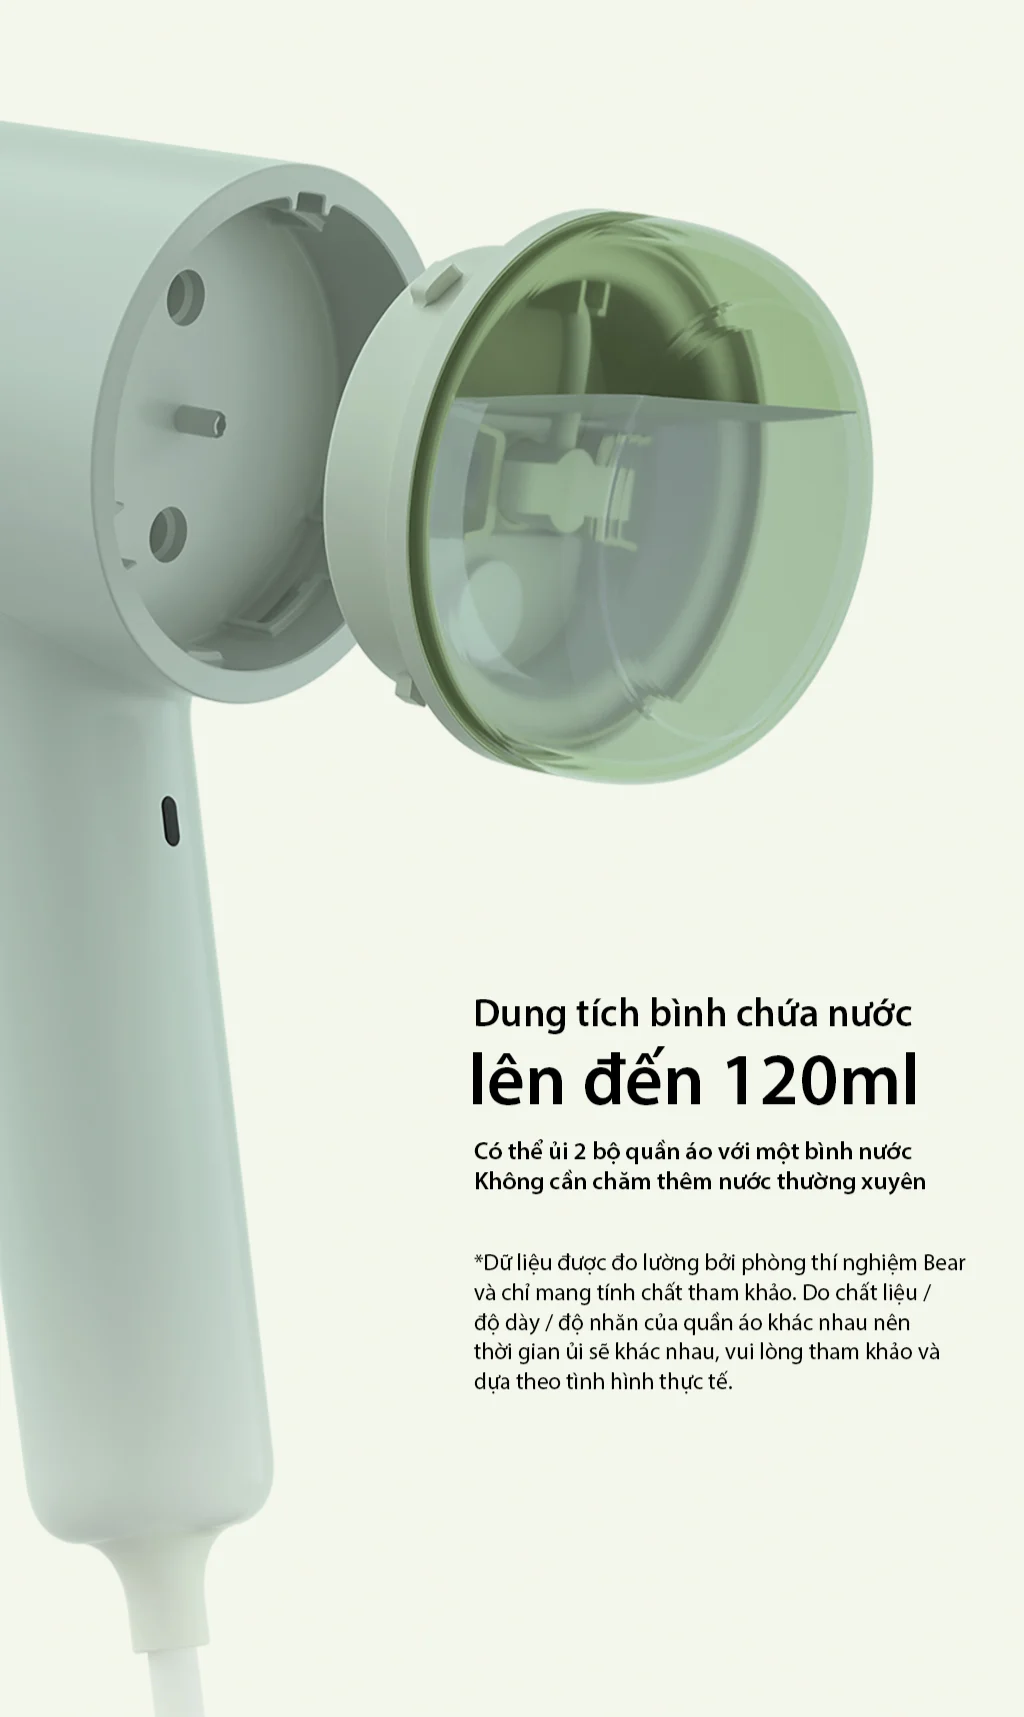 Dung tích bình chứa nước
lên đến 120ml
Có thể ủi 2 bộ quần áo với một bình nước
Không cần chăm thêm nước thường xuyên
*Dữ liệu được đo lường bởi phòng thí nghiệm Bear
và chỉ mang tính chất tham khảo. Do chất liệu /
độ dày / độ nhăn của quần áo khác nhau nên
thời gian ủi sẽ khác nhau, vui lòng tham khảo và
dựa theo tình hình thực tế.